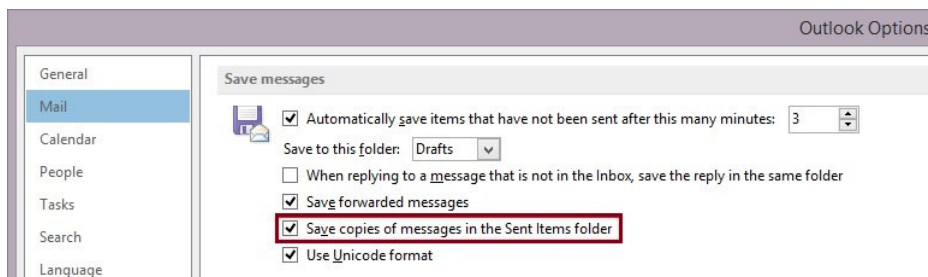 Outlook Options
General
Mail
Calendar
People
Tasks
Search
Language
Save messages
Automatically save items that have not been sent after this many minutes: 3
Save to this folder: Drafts
When replying to a message that is not in the Inbox, save the reply in the same folder
Save forwarded messages
Save copies of messages in the Sent Items folder
Use Unicode format